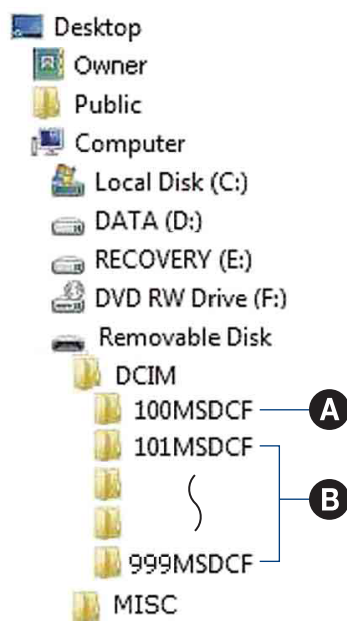 Desktop
Owner
Public
Computer
Local Disk (C:)
DATA (D:)
RECOVERY (E:)
DVD RW Drive (F:)
Removable Disk
DCIM
100MSDCF A
101MSDCF
B
999MSDCF
MISC